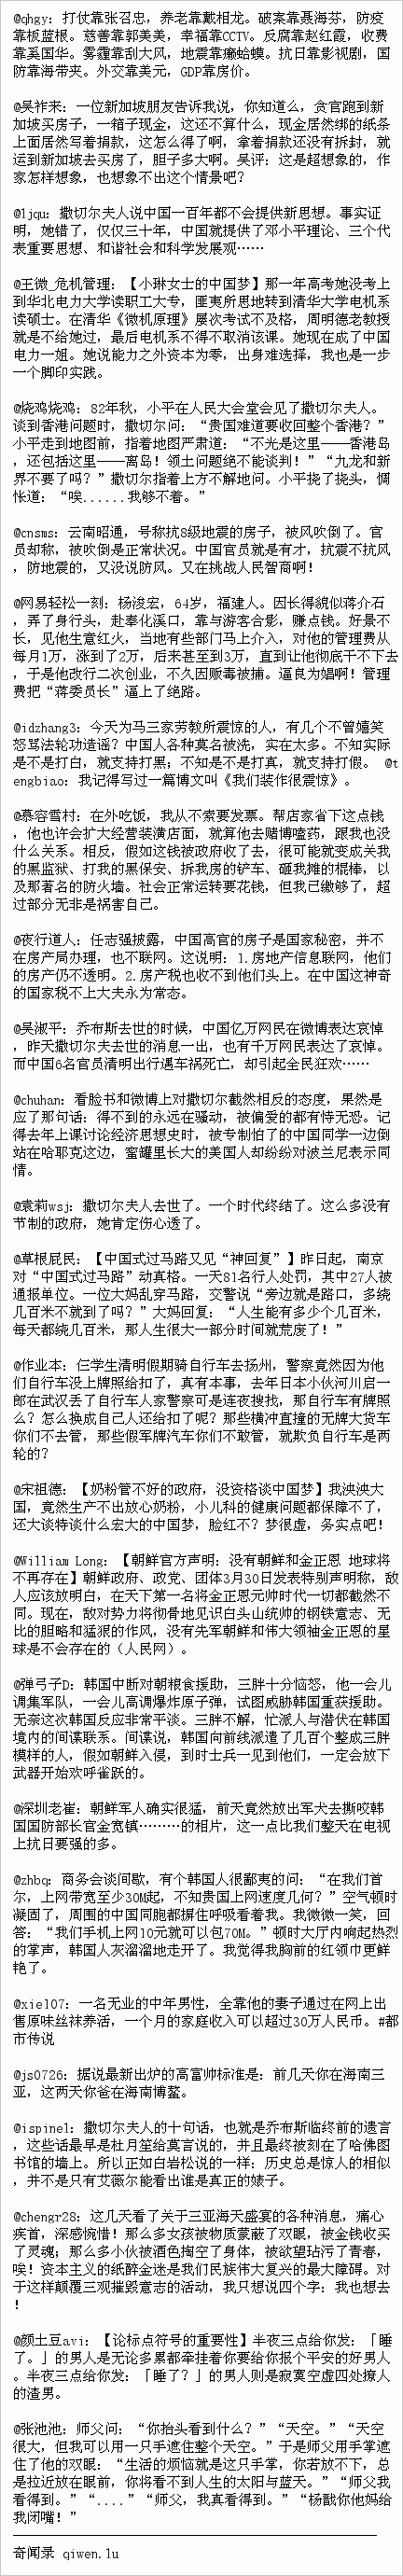 @qhgy: 打仗靠张召忠, 养老靠戴相龙。破案靠聂海芬, 防疫
靠板蓝根。慈善靠郭美美, 幸福靠CCTV。反腐靠赵红霞, 收费
靠奚国华。雾霾靠刮大风, 地震靠癞蛤蟆。抗日靠影视剧, 国
防靠海带夹。外交靠美元, GDP靠房价。
@吴祚来: 一位新加坡朋友告诉我说, 你知道么, 贪官跑到新
加坡买房子, 一箱子现金, 这还不算什么, 现金居然绑的纸条
上面居然写着捐款, 这怎么得了啊, 拿着捐款还没有拆封, 就
运到新加坡去买房了, 胆子多大啊。吴评: 这是超想象的, 作
家怎样想象, 也想象不出这个情景吧?
@ljqu: 撒切尔夫人说中国一百年都不会提供新思想。事实证
明, 她错了, 仅仅三十年, 中国就提供了邓小平理论、三个代
表重要思想、和谐社会和科学发展观……
@王微_危机管理: 【小琳女士的中国梦】那一年高考她没考上
到华北电力大学读职工大专, 匪夷所思地转到清华大学电机系
读硕士。在清华《微机原理》屡次考试不及格, 周明德老教授
就是不给她过, 最后电机系不得不取消该课。她现在成了中国
电力一姐。她说能力之外资本为零, 出身难选择, 我也是一步
一个脚印实践。
@烧鸡烧鸡: 82年秋, 小平在人民大会堂会见了撒切尔夫人。
谈到香港问题时, 撒切尔问: “贵国难道要收回整个香港?”
小平走到地图前, 指着地图严肃道: “不光是这里——香港岛
, 还包括这里——离岛! 领土问题绝不能谈判! ” “九龙和新
界不要了吗? ” 撒切尔指着上方不解地问。小平挠了挠头, 惆
怅道: “唉......我够不着。”
@cnsms: 云南昭通, 号称抗8级地震的房子, 被风吹倒了。官
员却称, 被吹倒是正常状况。中国官员就是有才, 抗震不抗风
, 防地震的, 又没说防风。又在挑战人民智商啊!
@网易轻松一刻: 杨浚宏, 64岁, 福建人。因长得貌似蒋介石
, 弄了身行头, 赴奉化溪口, 靠与游客合影, 赚点钱。好景不
长, 见他生意红火, 当地有些部门马上介入, 对他的管理费从
每月1万, 涨到了2万, 后来甚至到3万, 直到让他彻底干不下去
, 于是他改行二次创业, 不久因贩毒被捕。逼良为娼啊! 管理
费把“蒋委员长”逼上了绝路。
@idzhang3: 今天为马三家劳教所震惊的人, 有几个不曾嬉笑
怒骂法轮功造谣? 中国人各种莫名被洗, 实在太多。不知实际
是不是打白, 就支持打黑; 不知是不是打真, 就支持打假。 @t
engbiao: 我记得写过一篇博文叫《我们装作很震惊》。
@慕容雪村: 在外吃饭, 我从不索要发票。帮店家省下这点钱
, 他也许会扩大经营装潢店面, 就算他去赌博嗑药, 跟我也没
什么关系。相反, 假如这钱被政府收了去, 很可能就变成关我
的黑监狱、打我的黑保安、拆我房的铲车、砸我摊的棍棒, 以
及那著名的防火墙。社会正常运转要花钱, 但我已缴够了, 超
过部分无非是祸害自己。
@夜行道人: 任志强披露, 中国高官的房子是国家秘密, 并不
在房产局办理, 也不联网。这说明: 1.房地产信息联网, 他们
的房产仍不透明。2.房产税也收不到他们头上。在中国这神奇
的国家税不上大夫永为常态。
@吴淑平: 乔布斯去世的时候, 中国亿万网民在微博表达哀悼
, 昨天撒切尔夫人去世的消息一出, 也有千万网民表达了哀悼。
而中国6名官员清明出行遇车祸死亡, 却引起全民狂欢……
@chuhan: 看脸书和微博上对撒切尔截然相反的态度, 果然是
应了那句话: 得不到的永远在骚动, 被偏爱的都有恃无恐。记
得去年上课讨论经济思想史时, 被专制怕了的中国同学一边倒
站在哈耶克这边, 蜜罐里长大的美国人却纷纷对波兰尼表示同
情。
@袁莉wsj: 撒切尔夫人去世了。一个时代终结了。这么多没有
节制的政府, 她肯定伤心透了。
@草根屁民: 【中国式过马路又见“神回复”】昨日起, 南京
对“中国式过马路”动真格。一天81名行人处罚, 其中27人被
通报单位。一位大妈乱穿马路, 交警说“旁边就是路口, 多绕
几百米不就到了吗? ” 大妈回复: “人生能有多少个几百米,
每天都绕几百米, 那人生很大一部分时间就荒废了! ”
@作业本: 仨学生清明假期骑自行车去扬州, 警察竟然因为他
们自行车没上牌照给扣了, 真有本事, 去年日本小伙河川启一
郎在武汉丢了自行车人家警察可是连夜搜找, 那自行车有牌照
么? 怎么换成自己人还给扣了呢? 那些横冲直撞的无牌大货车
你们不去管, 那些假军牌汽车你们不敢管, 就欺负自行车是两
轮的?
@宋祖德: 【奶粉管不好的政府, 没资格谈中国梦】我泱泱大
国, 竟然生产不出放心奶粉, 小儿科的健康问题都保障不了,
还大谈特谈什么宏大的中国梦, 脸红不? 梦很虚, 务实点吧!
@William Long: 【朝鲜官方声明: 没有朝鲜和金正恩 地球将
不再存在】朝鲜政府、政党、团体3月30日发表特别声明称, 敌
人应该放明白, 在天下第一名将金正恩元帅时代一切都截然不
同。现在, 敌对势力将彻骨地见识白头山统帅的钢铁意志、无
比的胆略和猛狠的作风, 没有先军朝鲜和伟大领袖金正恩的星
球是不会存在的（人民网）。
@弹弓子D: 韩国中断对朝粮食援助, 三胖十分恼怒, 他一会儿
调集军队, 一会儿高调爆炸原子弹, 试图威胁韩国重获援助。
无奈这次韩国反应非常平淡。三胖不解, 忙派人与潜伏在韩国
境内的间谍联系。间谍说, 韩国向前线派遣了几百个整成三胖
模样的人, 假如朝鲜入侵, 到时士兵一见到他们, 一定会放下
武器开始欢呼雀跃的。
@深圳老崔: 朝鲜军人确实很猛, 前天竟然放出军犬去撕咬韩
国国防部长官金宽镇………的相片, 这一点比我们整天在电视
上抗日要强的多。
@zhbq: 商务会谈间歇, 有个韩国人很鄙夷的问: “在我们首
尔, 上网带宽至少30M起, 不知贵国上网速度几何? ” 空气顿时
凝固了, 周围的中国同胞都摒住呼吸看着我。我微微一笑, 回
答: “我们手机上网10元就可以包70M。” 顿时大厅内响起热烈
的掌声, 韩国人灰溜溜地走开了。我觉得我胸前的红领巾更鲜
艳了。
@xiel07: 一名无业的中年男性, 全靠他的妻子通过在网上出
售原味丝袜养活, 一个月的家庭收入可以超过30万人民币。#都
市传说
@js0726: 据说最新出炉的高富帅标准是: 前几天你在海南三
亚, 这两天你爸在海南博鳌。
@ispinel: 撒切尔夫人的十句话, 也就是乔布斯临终前的遗言
, 这些话最早是杜月笙给莫言说的, 并且最终被刻在了哈佛图
书馆的墙上。所以正如白岩松说的一样: 历史总是惊人的相似
, 并不是只有艾薇尔能看出谁是真正的婊子。
@chengr28: 这几天看了关于三亚海天盛宴的各种消息, 痛心
疾首, 深感惋惜! 那么多女孩被物质蒙蔽了双眼, 被金钱收买
了灵魂; 那么多小伙被酒色掏空了身体, 被欲望玷污了青春,
唉! 资本主义的纸醉金迷是我们民族伟大复兴的最大障碍。对
于这样颠覆三观摧毁意志的活动, 我只想说四个字: 我也想去
!
@颜土豆avi: 【论标点符号的重要性】半夜三点给你发: 「睡
了。」的男人是无论多累都牵挂着你要给你报个平安的好男人
。半夜三点给你发: 「睡了? 」的男人则是寂寞空虚四处撩人
的渣男。
@张池池: 师父问: “你抬头看到什么? ” “天空。” “天空
很大, 但我可以用一只手遮住整个天空。” 于是师父用手掌遮
住了他的双眼: “生活的烦恼就是这只手掌, 你若放不下, 总
是拉近放在眼前, 你将看不到人生的太阳与蓝天。” “师父我
看得到。” “....” “师父, 我真看得到。” “杨戬你他妈给
我闭嘴! ”
奇闻录 qiwen.lu